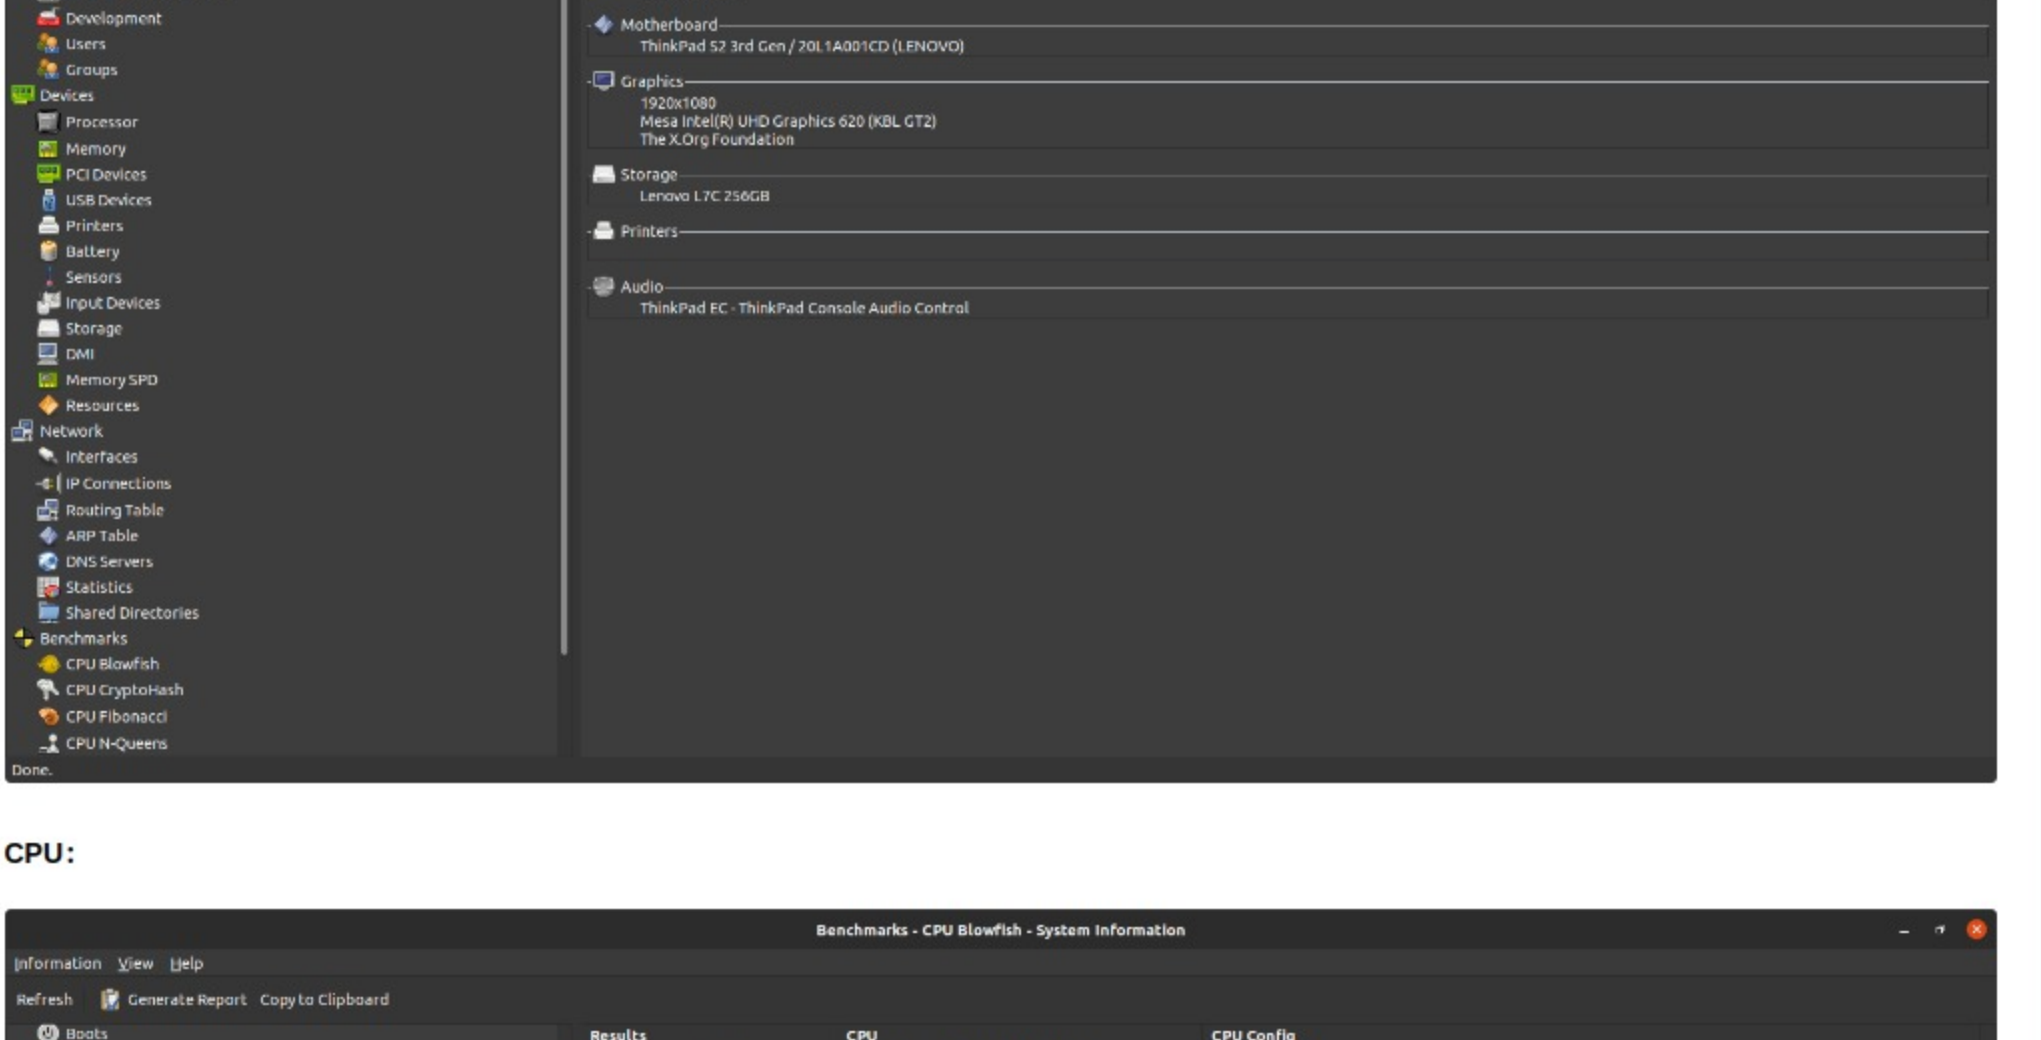 Development
Users
Groups
Devices
Processor
Memory
PCI Devices
USB Devices
Printers
Battery
Sensors
Input Devices
Storage
DMI
Memory SPD
Resources
Network
Interfaces
IP Connections
Routing Table
ARP Table
DNS Servers
Statistics
Shared Directories
Benchmarks
CPU Blowfish
CPU CryptoHash
CPU Fibonacci
CPU N-Queens
Motherboard
ThinkPad S2 3rd Gen / 20L1A001CD (LENOVO)
Graphics
1920x1080
Mesa Intel(R) UHD Graphics 620 (KBL GT2)
The X.Org Foundation
Storage
Lenovo L7C 256GB
Printers
Audio
ThinkPad EC - ThinkPad Console Audio Control
Done.
CPU:
Benchmarks - CPU Blowfish - System Information
Information View Help
Refresh Generate Report Copy to Clipboard
Boots
Results CPU CPU Config